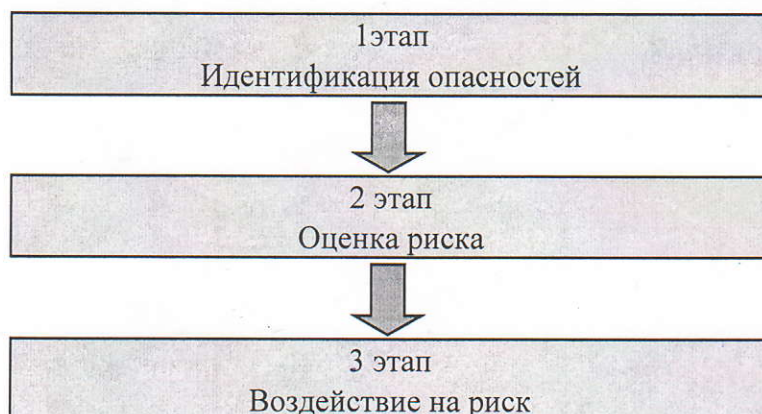 1этап
Идентификация опасностей
2 этап
Оценка риска
3 этап
Воздействие на риск